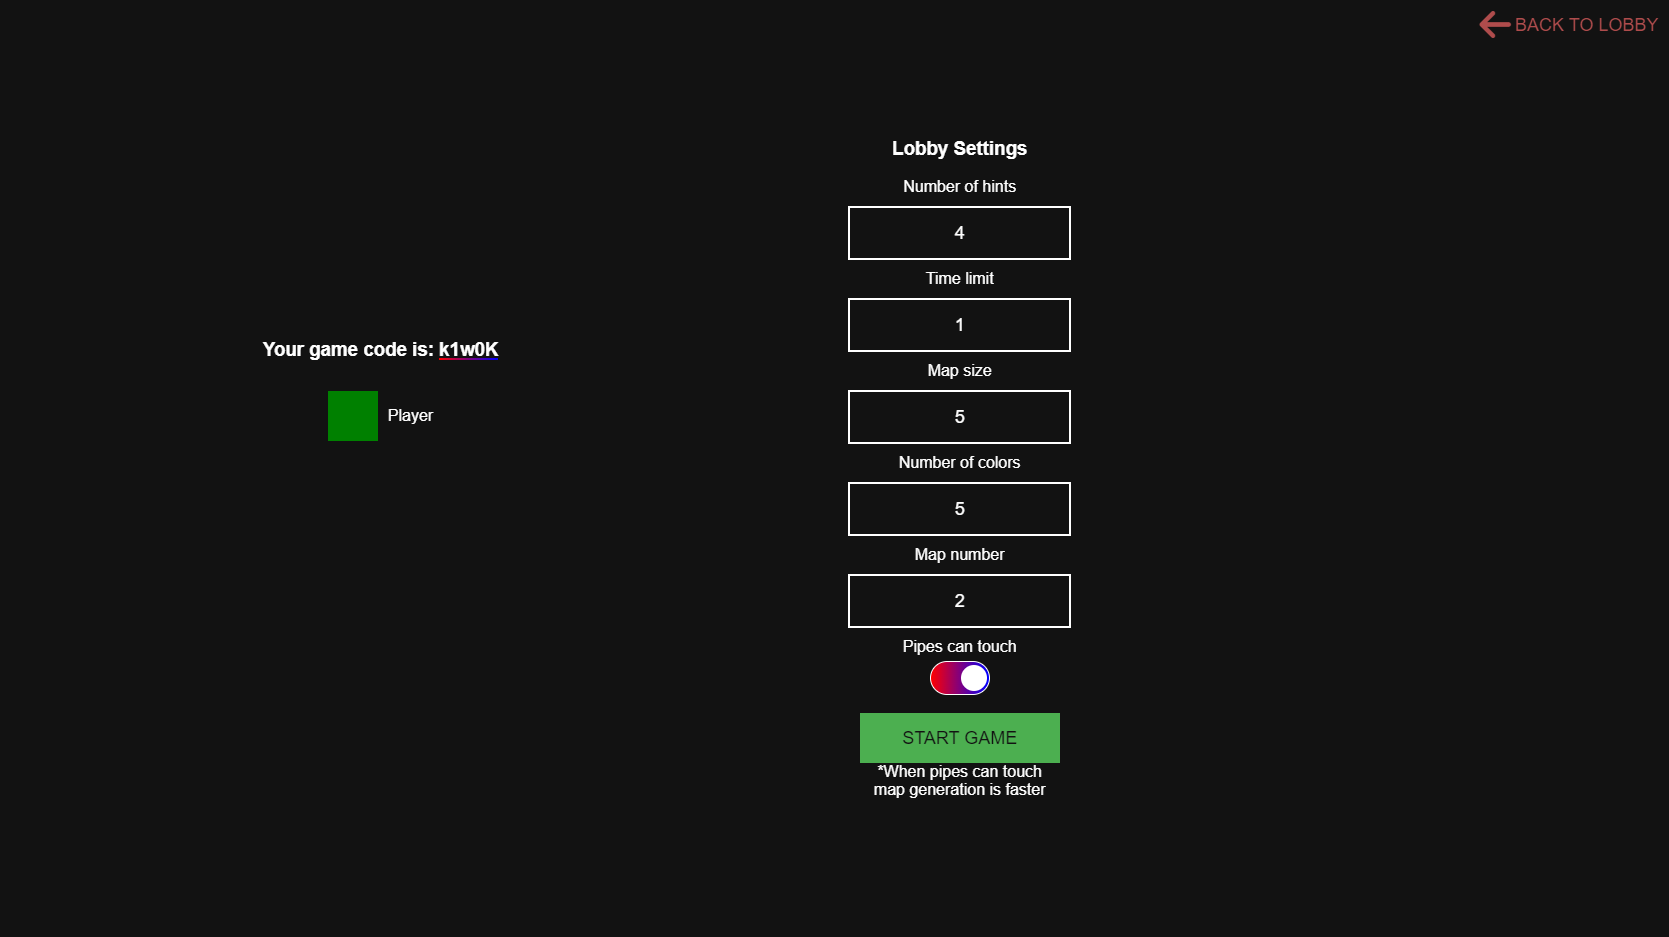 BACK TO LOBBY
Your game code is: k1w0K
Player
Lobby Settings
Number of hints
4
Time limit
1
Map size
5
Number of colors
5
Map number
2
Pipes can touch
START GAME
*When pipes can touch
map generation is faster